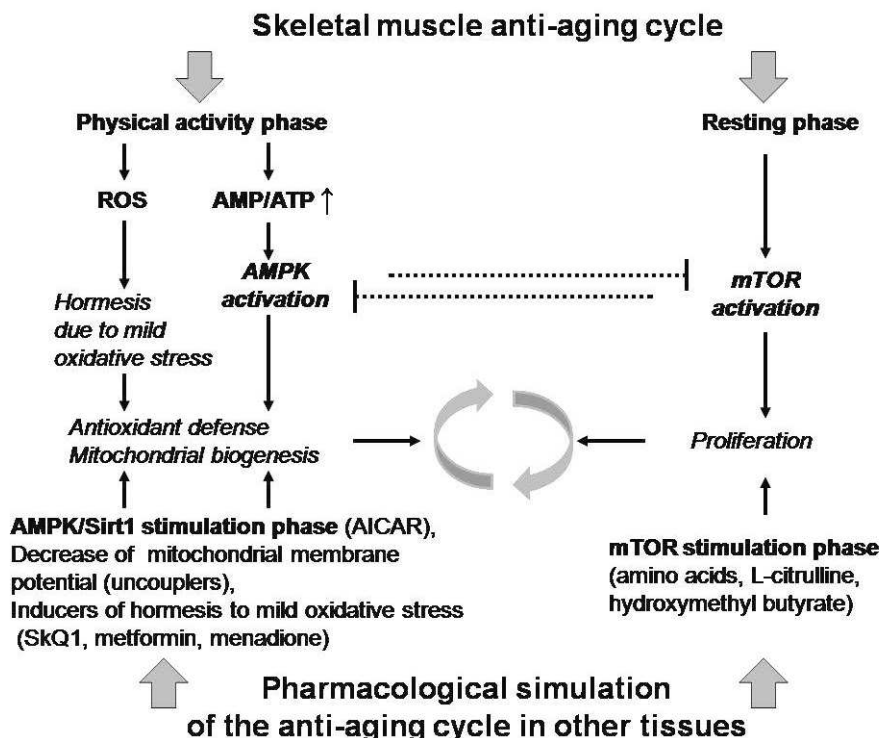 Skeletal muscle anti-aging cycle
Physical activity phase
Resting phase
ROS
AMP/ATP ↑
AMPK
activation
mTOR
activation
Hormesis
due to mild
oxidative stress
Antioxidant defense
Mitochondrial biogenesis
Proliferation
AMPK/Sirt1 stimulation phase (AICAR),
Decrease of mitochondrial membrane
potential (uncouplers),
Inducers of hormesis to mild oxidative stress
(SkQ1, metformin, menadione)
mTOR stimulation phase
(amino acids, L-citrulline,
hydroxymethyl butyrate)
Pharmacological simulation
of the anti-aging cycle in other tissues